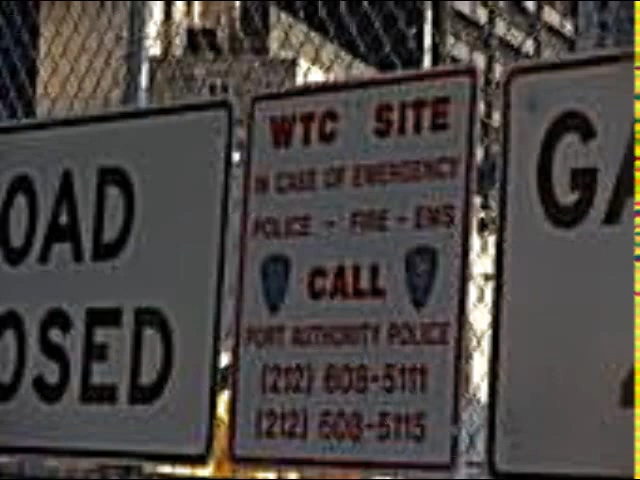 OAD
OSED
WTC SITE
IN CASE OF EMERGENCY
POLICE - FIRE - EMS
CALL
PORT AUTHORITY POLICE
(212) 608-5111
(212) 608-5115
GA